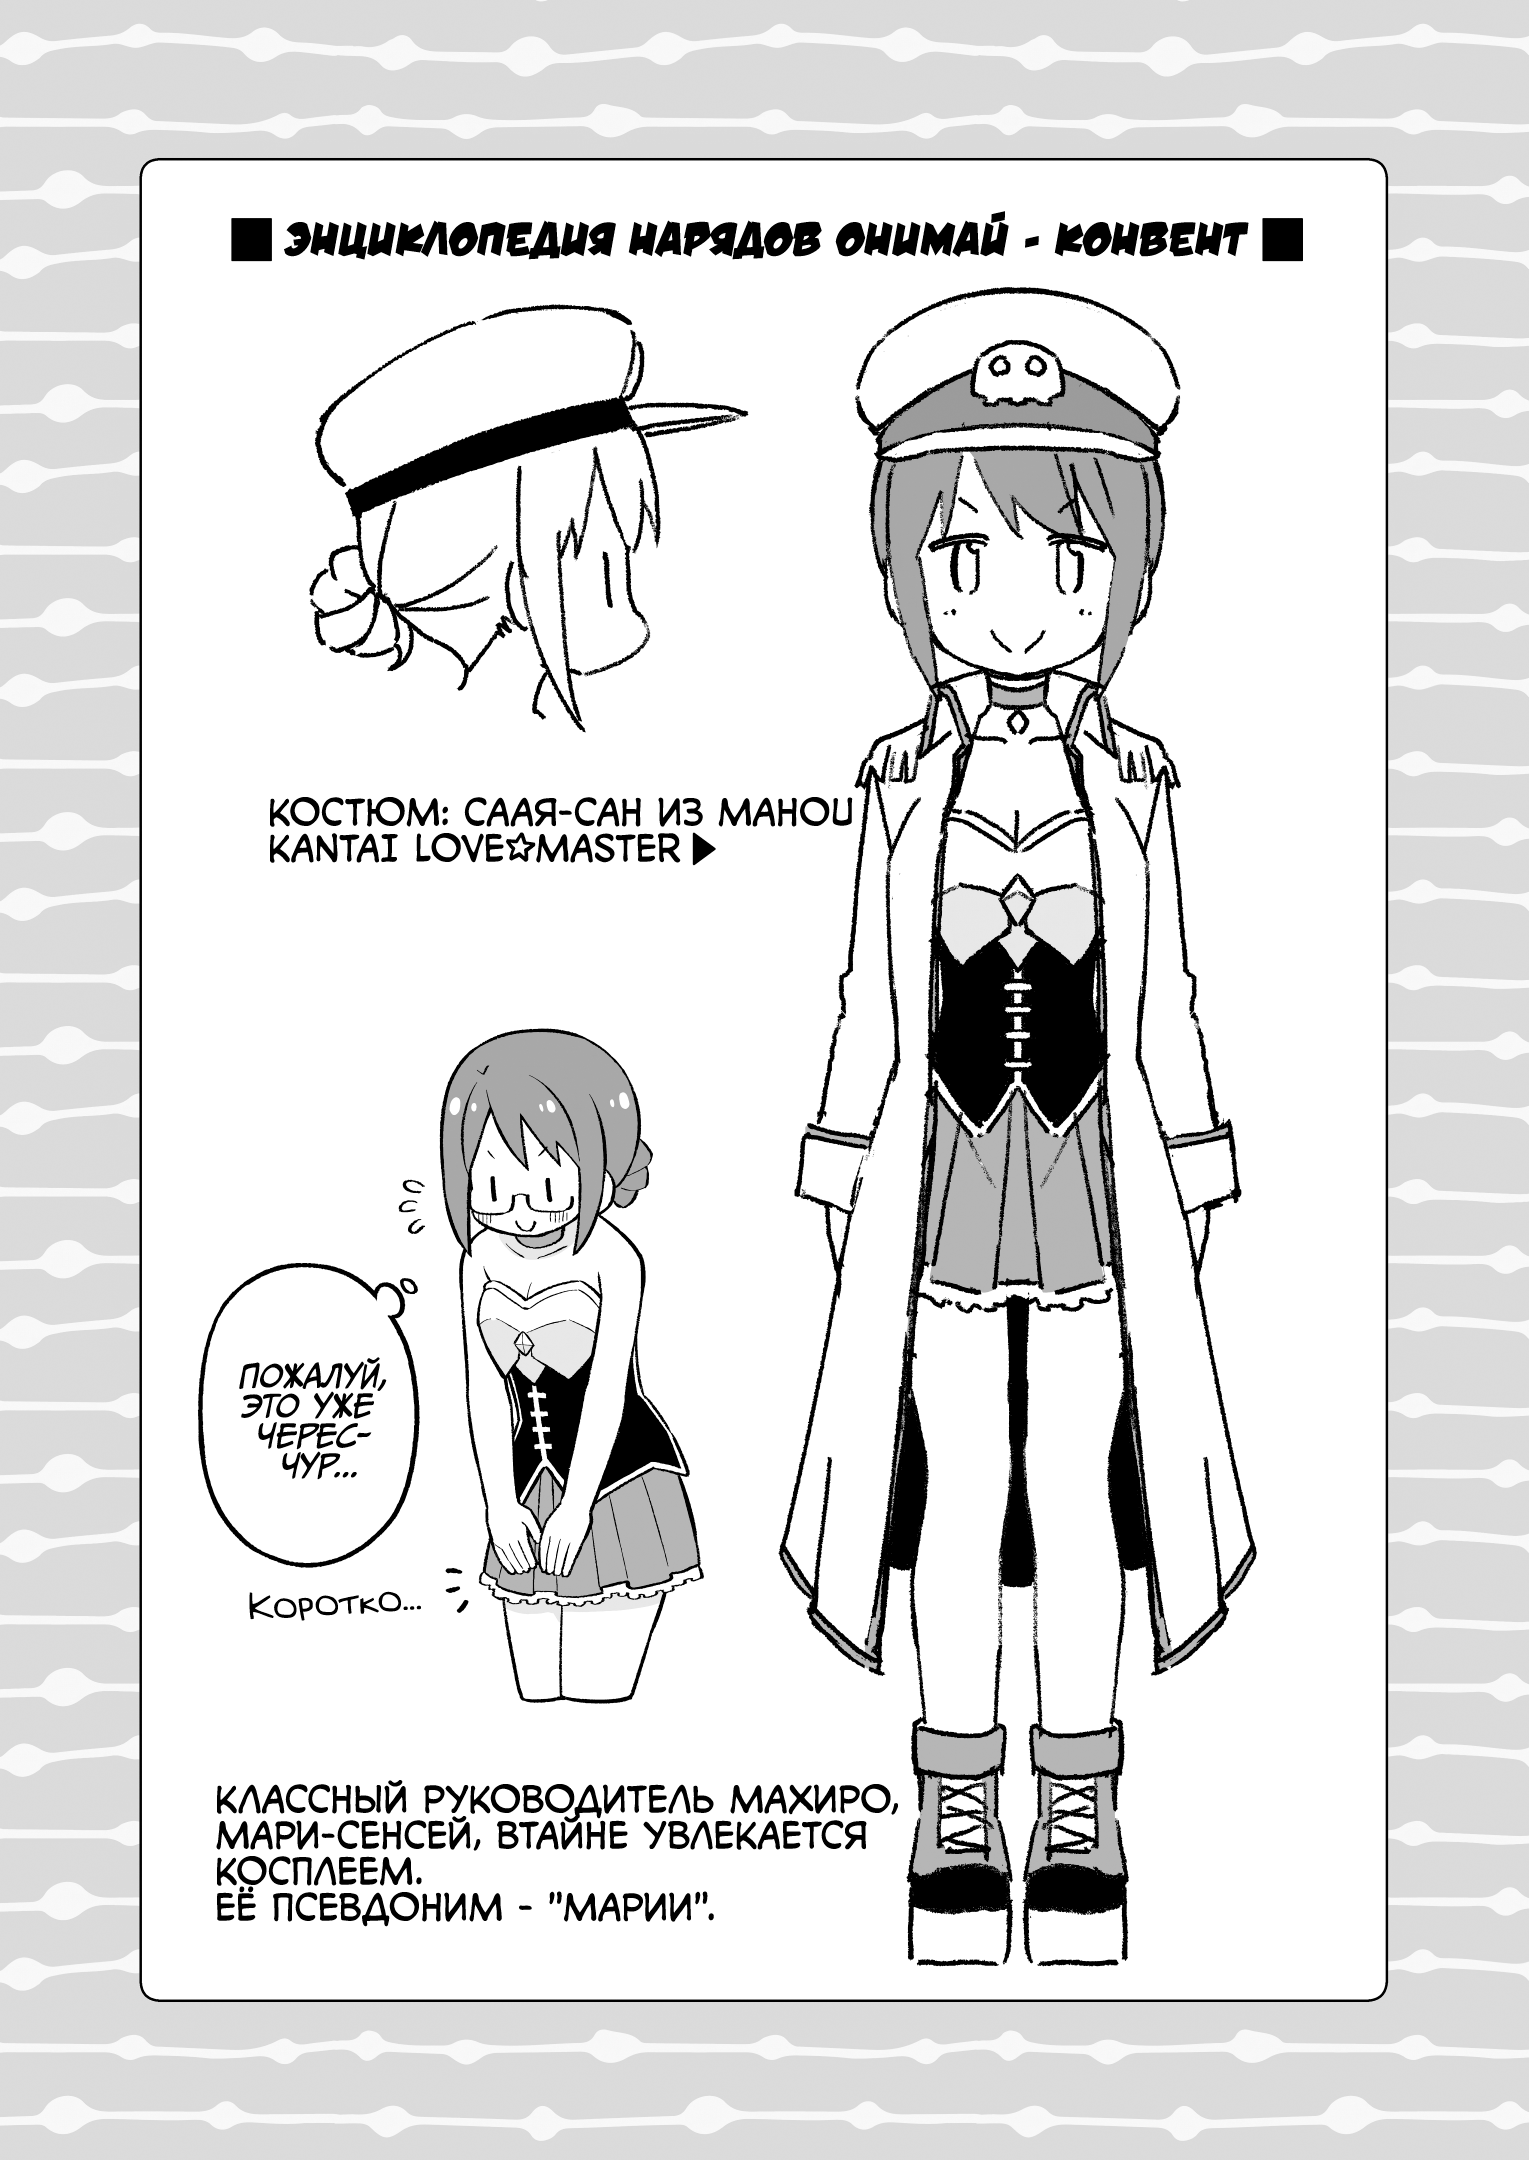 ■ ЭНЦИКЛОПЕДИЯ НАРЯДОВ ОНИМАЙ - КОНВЕНТ ■
КОСТЮМ: СААЯ-САН ИЗ MAHOU
KANTAI LOVE☆MASTER ▶
ПОЖАЛУЙ,
ЭТО УЖЕ
ЧЕРЕС-
ЧУР...
КОРОТКО...
КЛАССНЫЙ РУКОВОДИТЕЛЬ МАХИРО,
МАРИ-СЕНСЕЙ, ВТАЙНЕ УВЛЕКАЕТСЯ
КОСПЛЕЕМ.
ЕЁ ПСЕВДОНИМ - "МАРИИ".